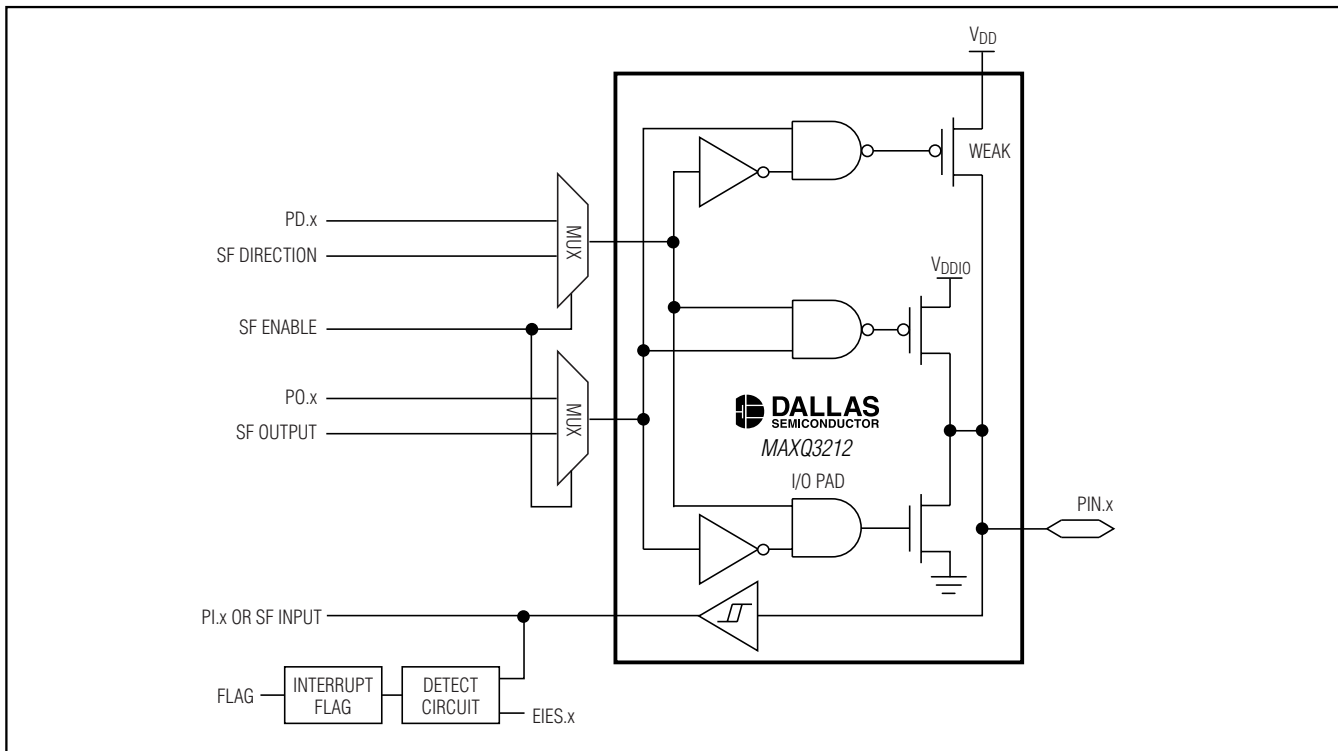 VDD
WEAK
PD.x
MUX
SF DIRECTION
VDDIO
SF ENABLE
PO.x
MUX
SF OUTPUT
DALLAS
SEMICONDUCTOR
MAXQ3212
I/O PAD
PIN.x
PI.x OR SF INPUT
FLAG
INTERRUPT
FLAG
DETECT
CIRCUIT
EIES.x